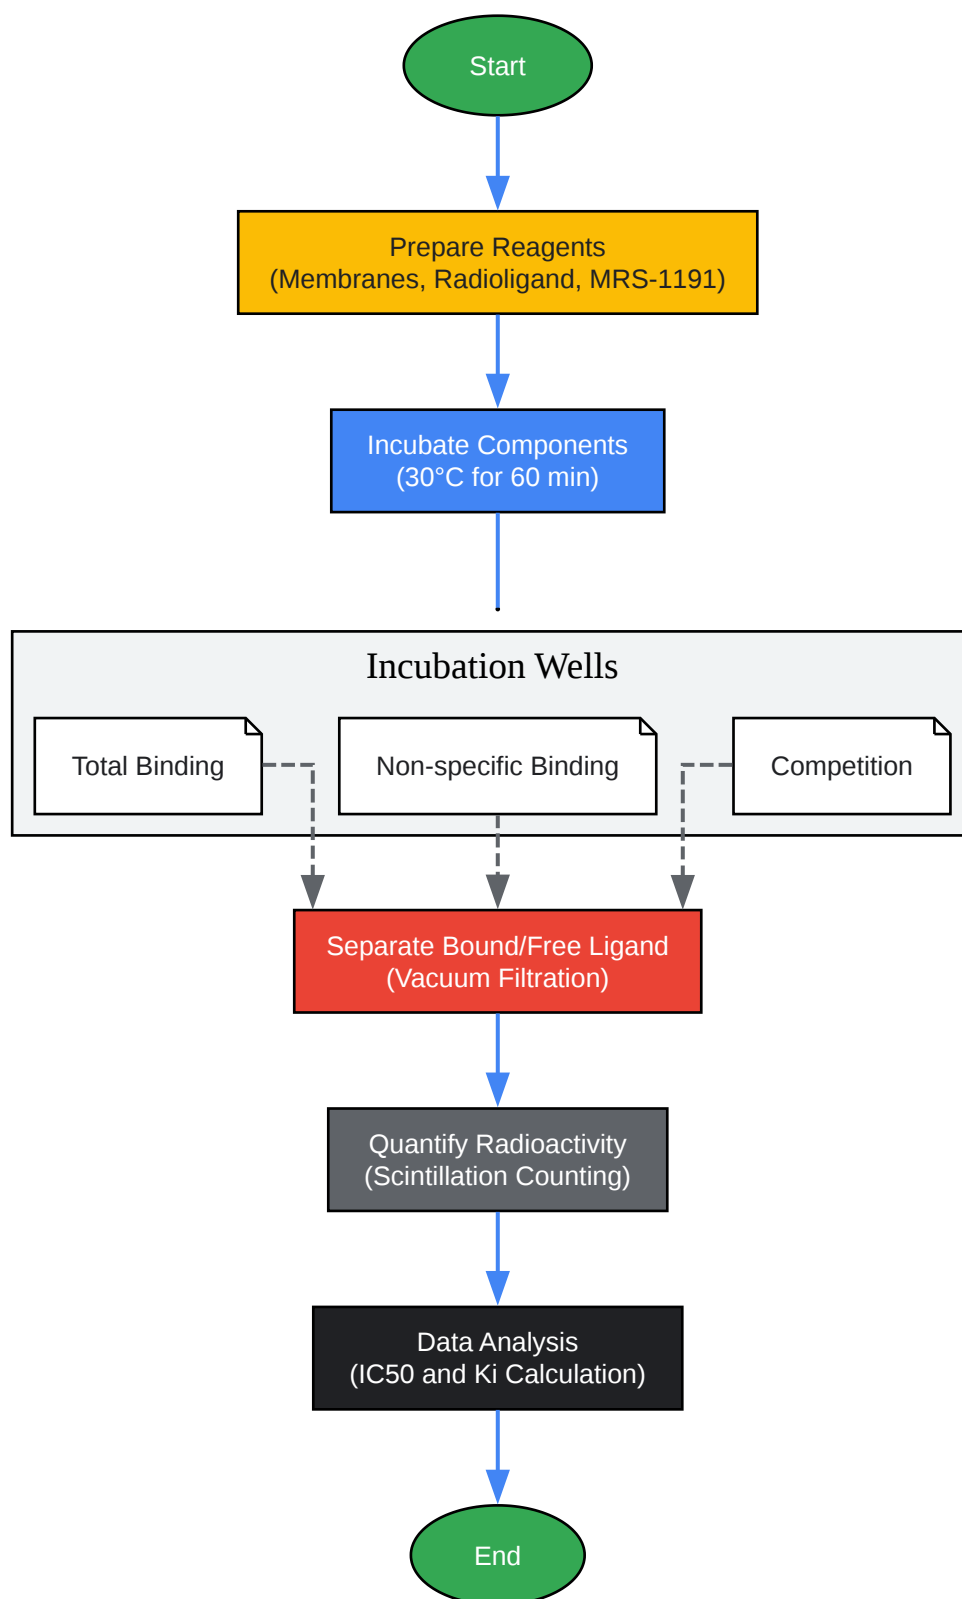 Start
Prepare Reagents
(Membranes, Radioligand, MRS-1191)
Incubate Components
(30°C for 60 min)
Incubation Wells
Total Binding
Non-specific Binding
Competition
Separate Bound/Free Ligand
(Vacuum Filtration)
Quantify Radioactivity
(Scintillation Counting)
Data Analysis
(IC50 and Ki Calculation)
End